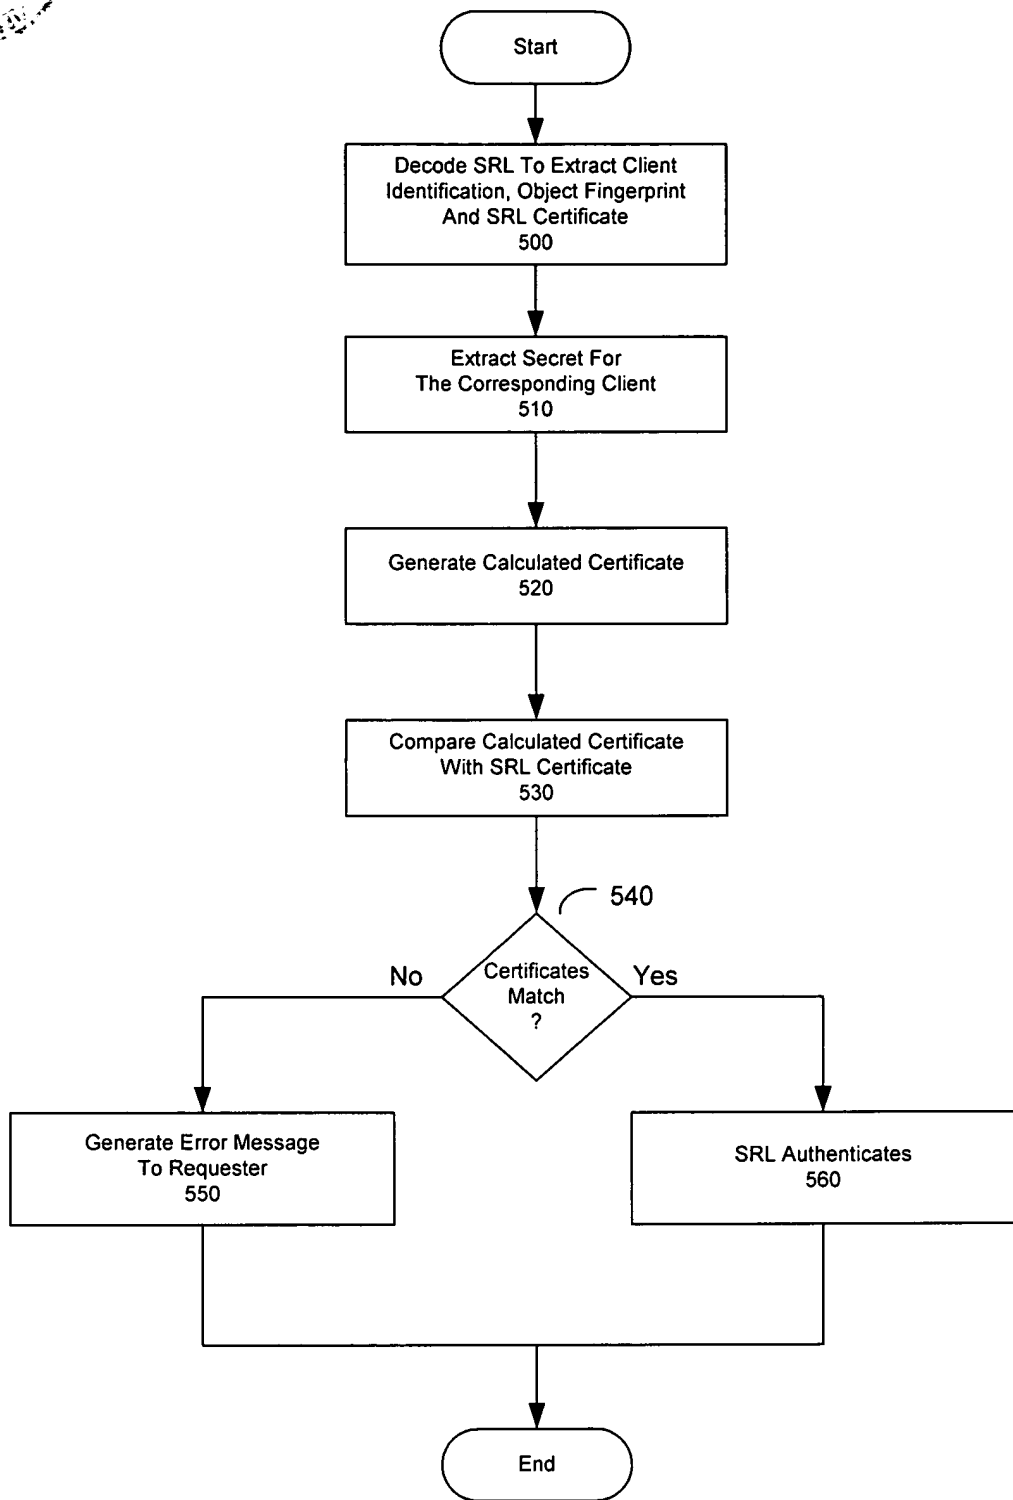 Start
Decode SRL To Extract Client
Identification, Object Fingerprint
And SRL Certificate
500
Extract Secret For
The Corresponding Client
510
Generate Calculated Certificate
520
Compare Calculated Certificate
With SRL Certificate
530
540
Certificates
Match
?
No
Yes
Generate Error Message
To Requester
550
SRL Authenticates
560
End